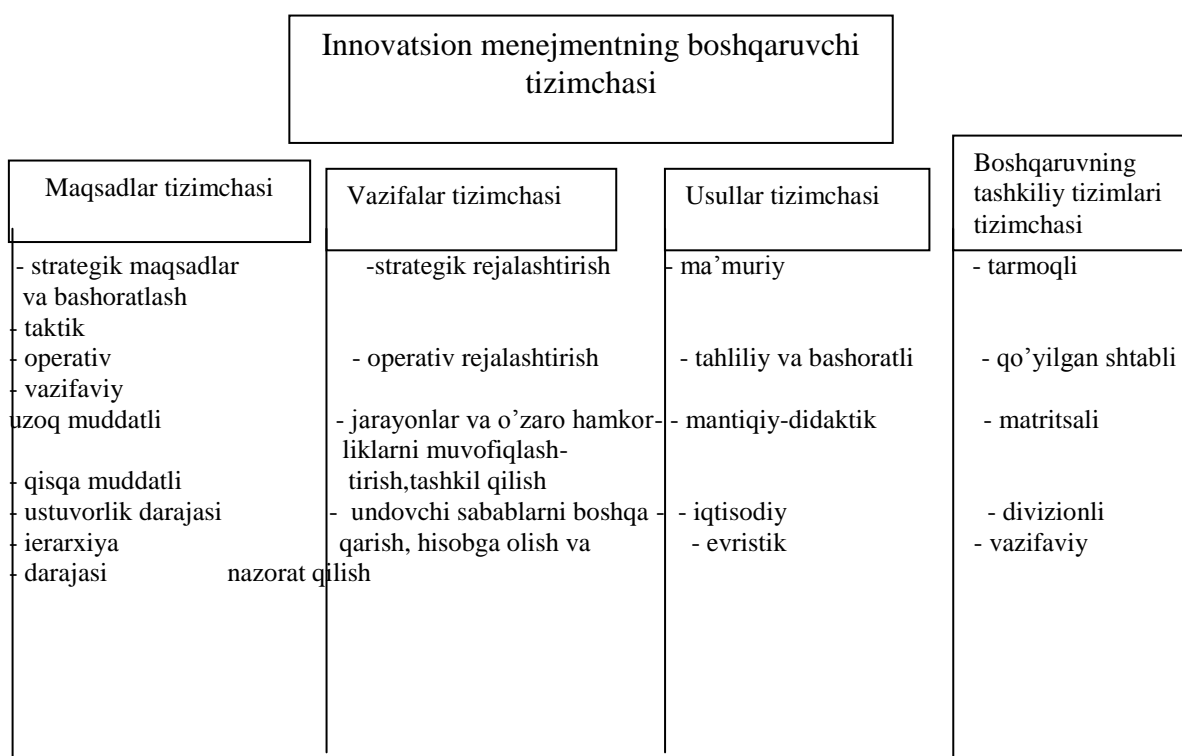 Innovatsion menejmentning boshqaruvchi
tizimchasi
Maqsadlar tizimchasi
- strategik maqsadlar
va bashoratlash
- taktik
- operativ
- vazifaviy
uzoq muddatli
- qisqa muddatli
- ustuvorlik darajasi
- ierarxiya
- darajasi
Vazifalar tizimchasi
-strategik rejalashtirish
- operativ rejalashtirish
- jarayonlar va o’zaro hamkor-
liklarni muvofiqlash-
tirish,tashkil qilish
- undovchi sabablarni boshqa -
qarish, hisobga olish va
nazorat qilish
Usullar tizimchasi
- ma’muriy
- tahliliy va bashoratli
- mantiqiy-didaktik
- iqtisodiy
- evristik
Boshqaruvning
tashkiliy tizimlari
tizimchasi
- tarmoqli
- qo’yilgan shtabli
- matritsali
- divizionli
- vazifaviy